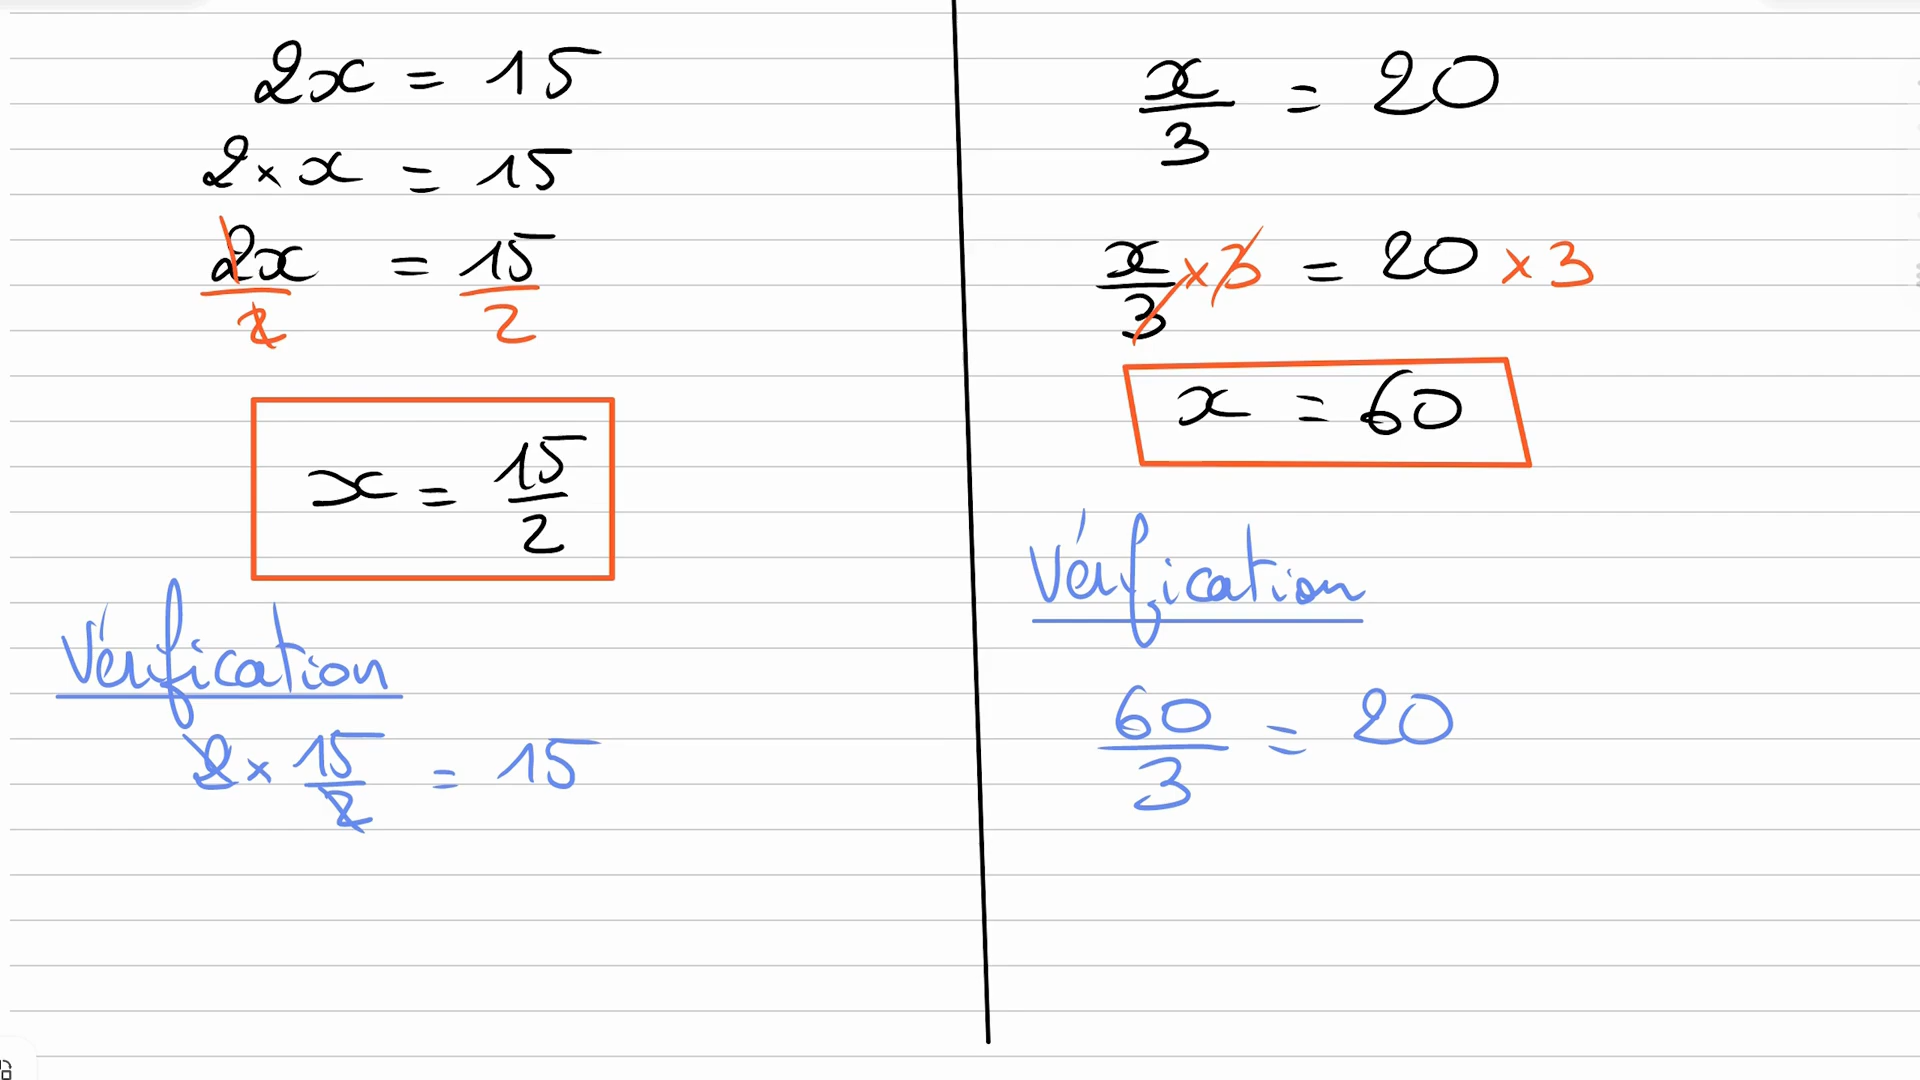 2x = 15
2 × x = 15
2x/2 = 15/2
x = 15/2
Vérification
2 × 15/2 = 15
x/3 = 20
x/3 × 3 = 20 × 3
x = 60
Vérification
60/3 = 20